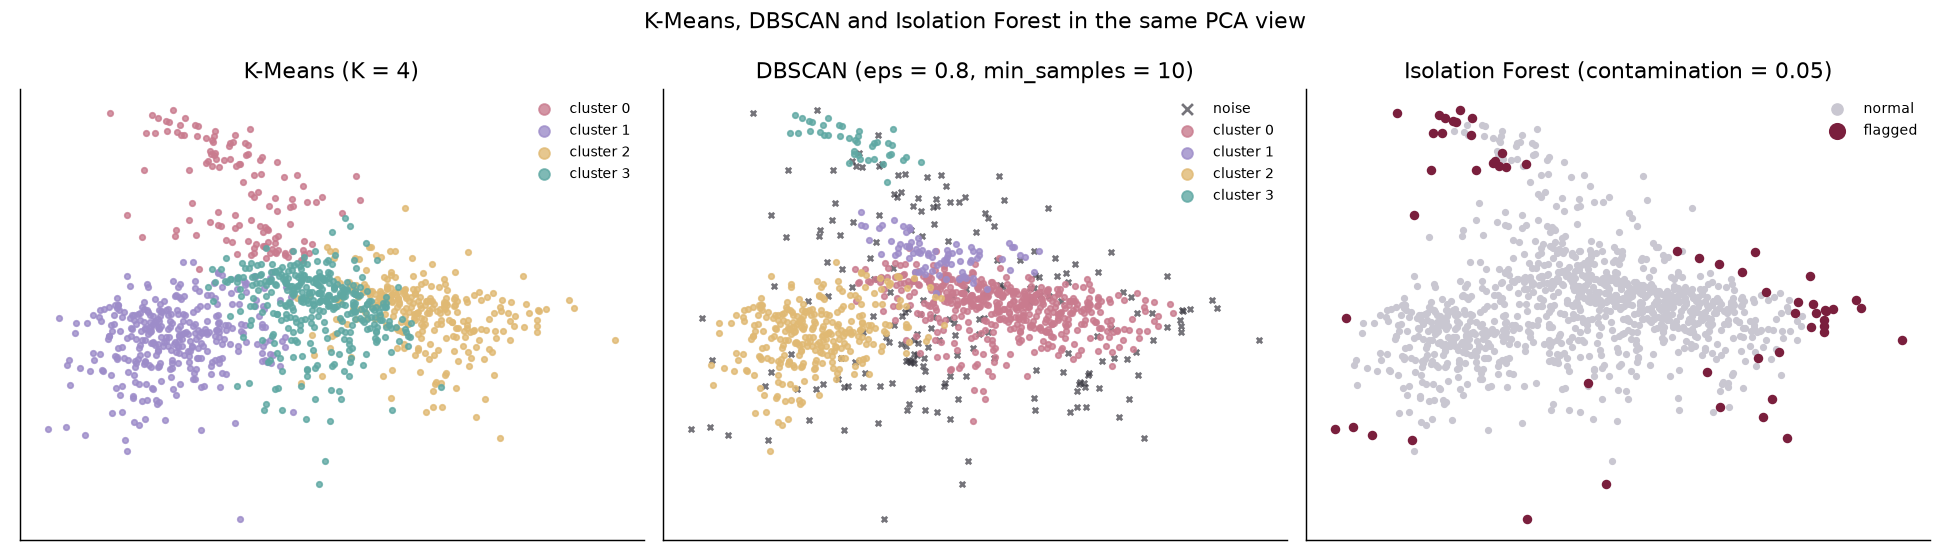 K-Means, DBSCAN and Isolation Forest in the same PCA view
K-Means (K = 4)
cluster 0
cluster 1
cluster 2
cluster 3
DBSCAN (eps = 0.8, min_samples = 10)
noise
cluster 0
cluster 1
cluster 2
cluster 3
Isolation Forest (contamination = 0.05)
normal
flagged